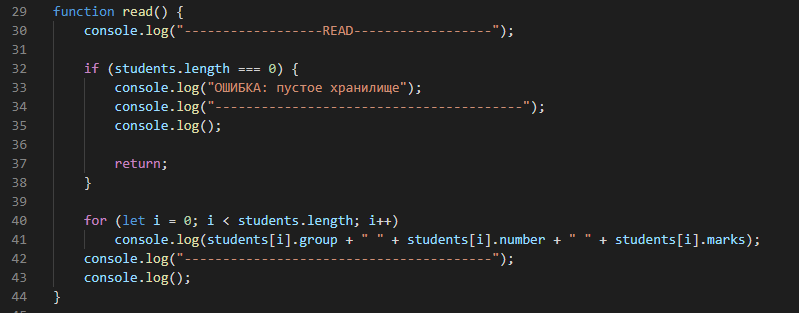 29 function read() {
30     console.log("------------------READ------------------");
31
32     if (students.length === 0) {
33         console.log("ОШИБКА: пустое хранилище");
34         console.log("----------------------------------------");
35         console.log();
36
37         return;
38     }
39
40     for (let i = 0; i < students.length; i++)
41         console.log(students[i].group + " " + students[i].number + " " + students[i].marks);
42     console.log("----------------------------------------");
43     console.log();
44 }